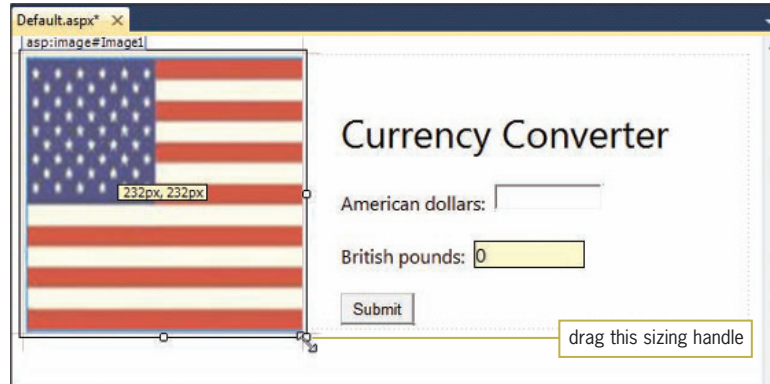 Default.aspx*
asp:image#Image1
Currency Converter
232px, 232px
American dollars:
British pounds: 0
Submit
drag this sizing handle